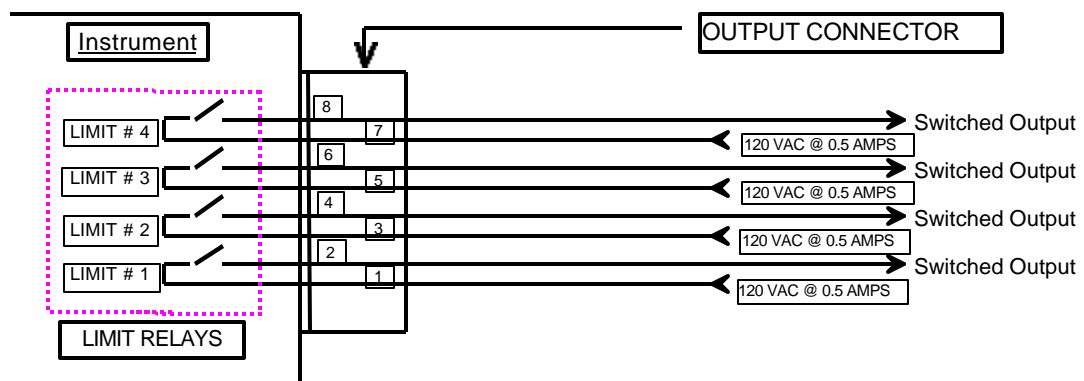 Instrument
OUTPUT CONNECTOR
8
LIMIT # 4
7
Switched Output
120 VAC @ 0.5 AMPS
6
LIMIT # 3
5
Switched Output
120 VAC @ 0.5 AMPS
4
LIMIT # 2
3
Switched Output
120 VAC @ 0.5 AMPS
2
LIMIT # 1
1
Switched Output
120 VAC @ 0.5 AMPS
LIMIT RELAYS